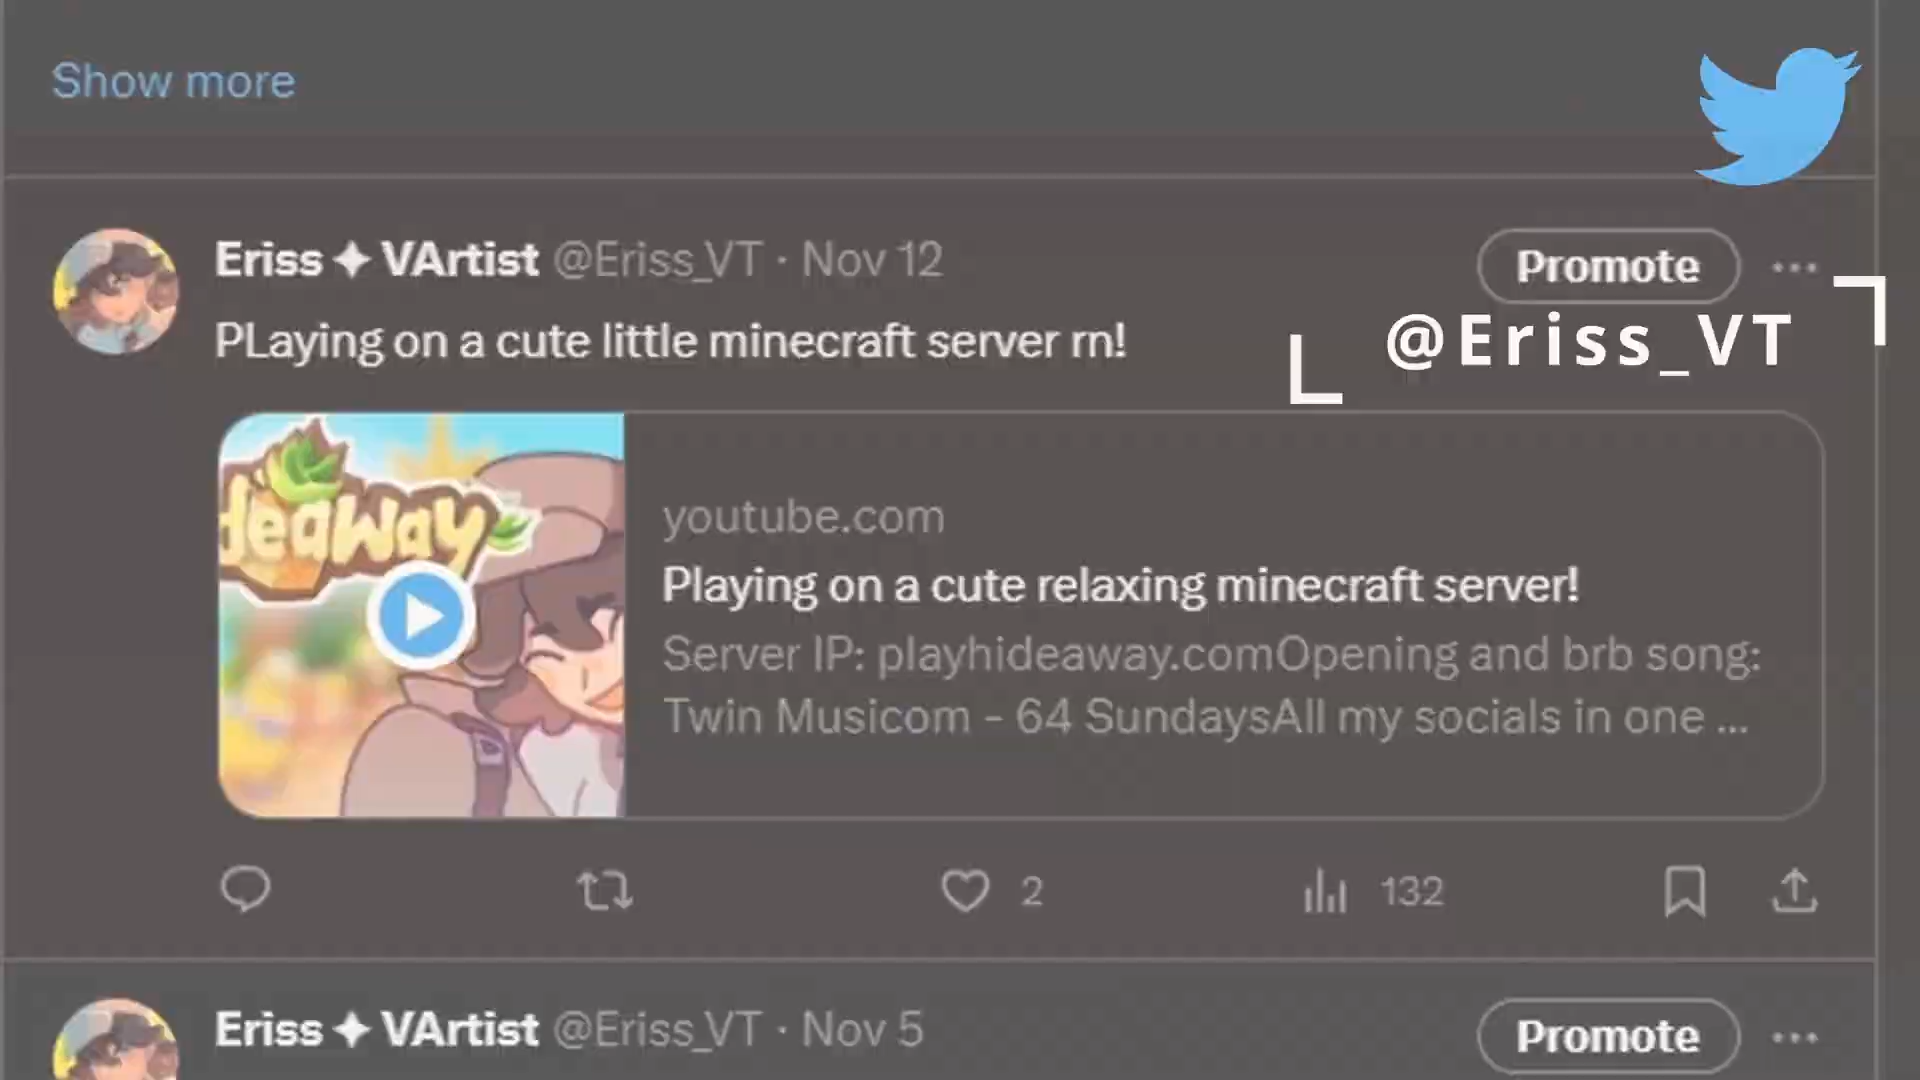 Show more
Eriss ✦ VArtist @Eriss_VT · Nov 12
Promote
PLaying on a cute little minecraft server rn!
@Eriss_VT
deaway
youtube.com
Playing on a cute relaxing minecraft server!
Server IP: playhideaway.comOpening and brb song:
Twin Musicom - 64 SundaysAll my socials in one ...
2
132
Eriss ✦ VArtist @Eriss_VT · Nov 5
Promote